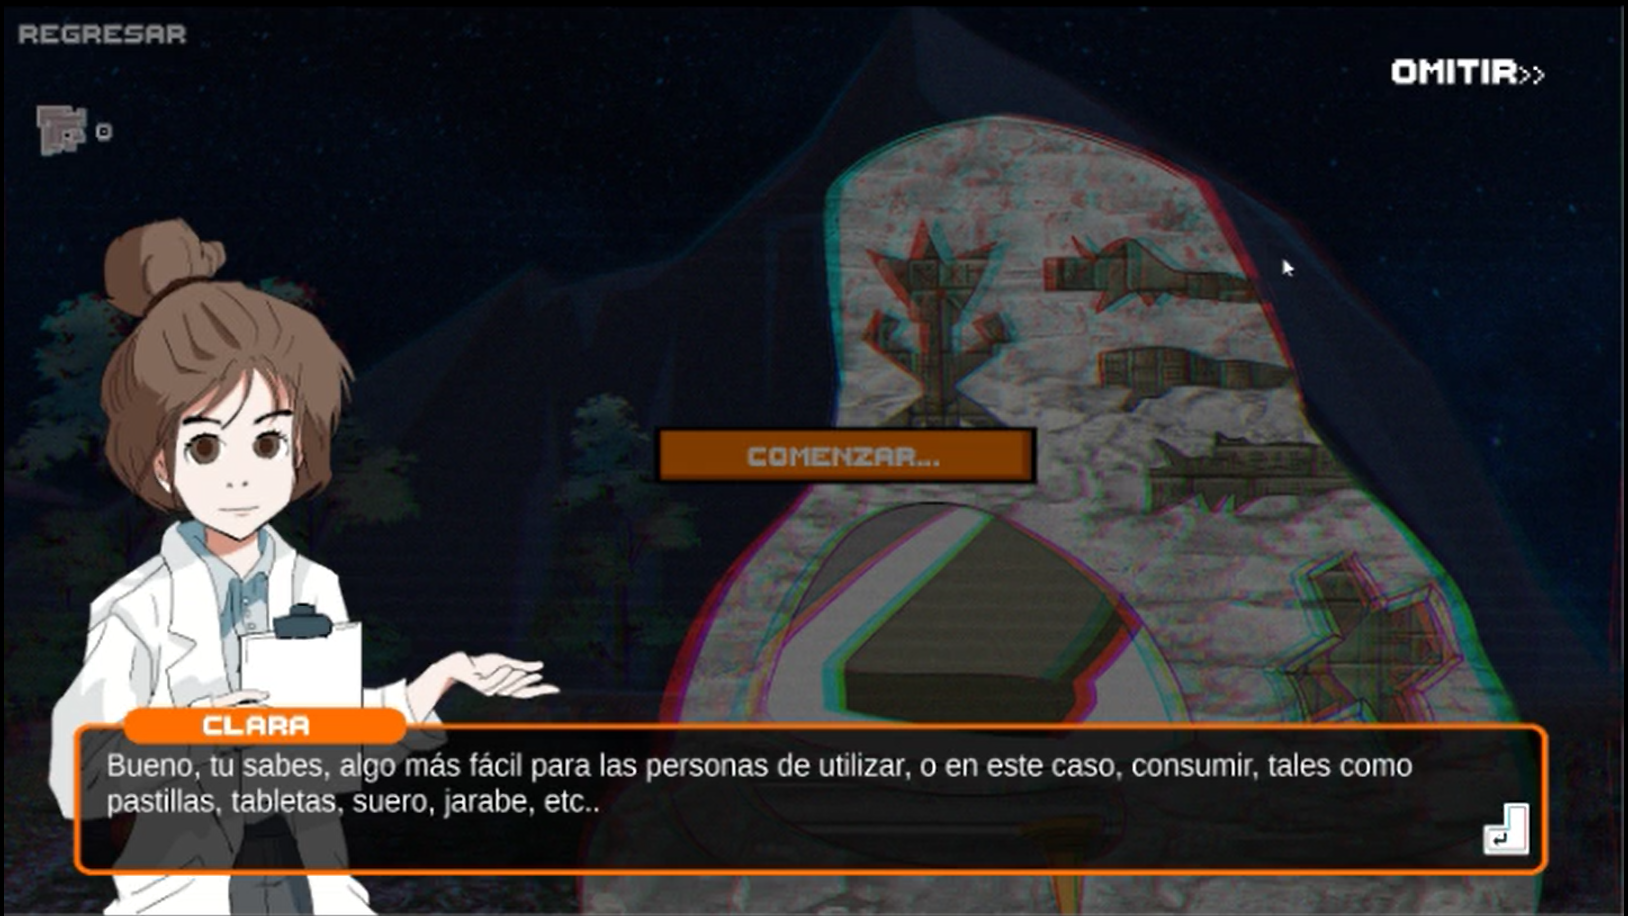 REGRESAR
OMITIR>>
0
COMENZAR...
CLARA
Bueno, tu sabes, algo más fácil para las personas de utilizar, o en este caso, consumir, tales como
pastillas, tabletas, suero, jarabe, etc..